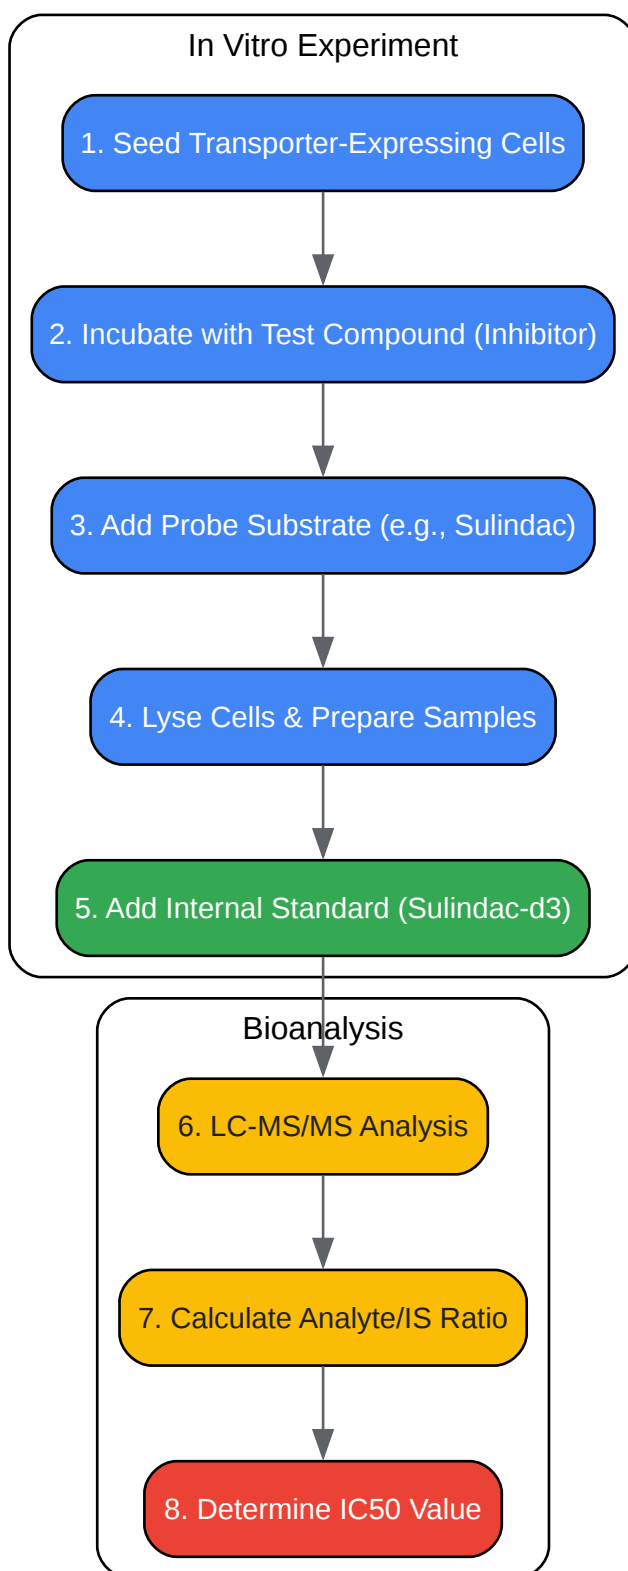 In Vitro Experiment
1. Seed Transporter-Expressing Cells
2. Incubate with Test Compound (Inhibitor)
3. Add Probe Substrate (e.g., Sulindac)
4. Lyse Cells & Prepare Samples
5. Add Internal Standard (Sulindac-d3)
Bioanalysis
6. LC-MS/MS Analysis
7. Calculate Analyte/IS Ratio
8. Determine IC50 Value